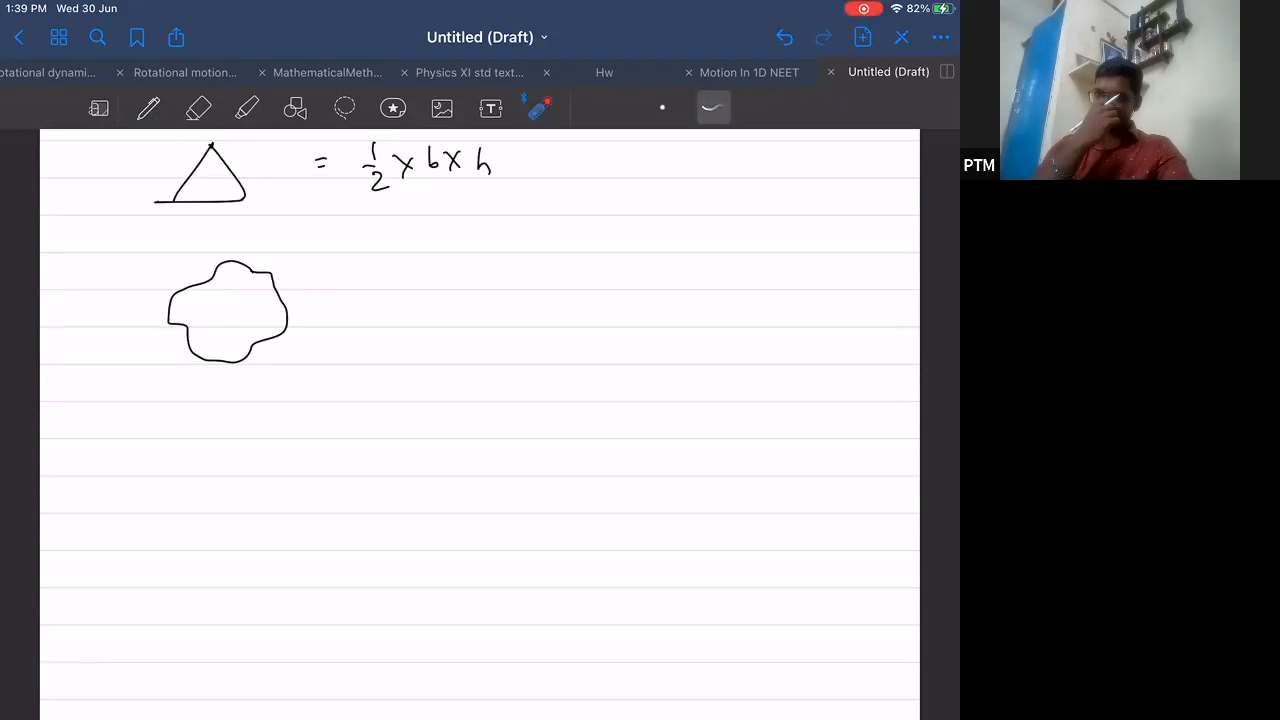 1:39 PM Wed 30 Jun 82%
Untitled (Draft)
otational dynami... Rotational motion... MathematicalMeth... Physics XI std text... Hw Motion In 1D NEET Untitled (Draft)
T
= 1/2 × b × h
PTM